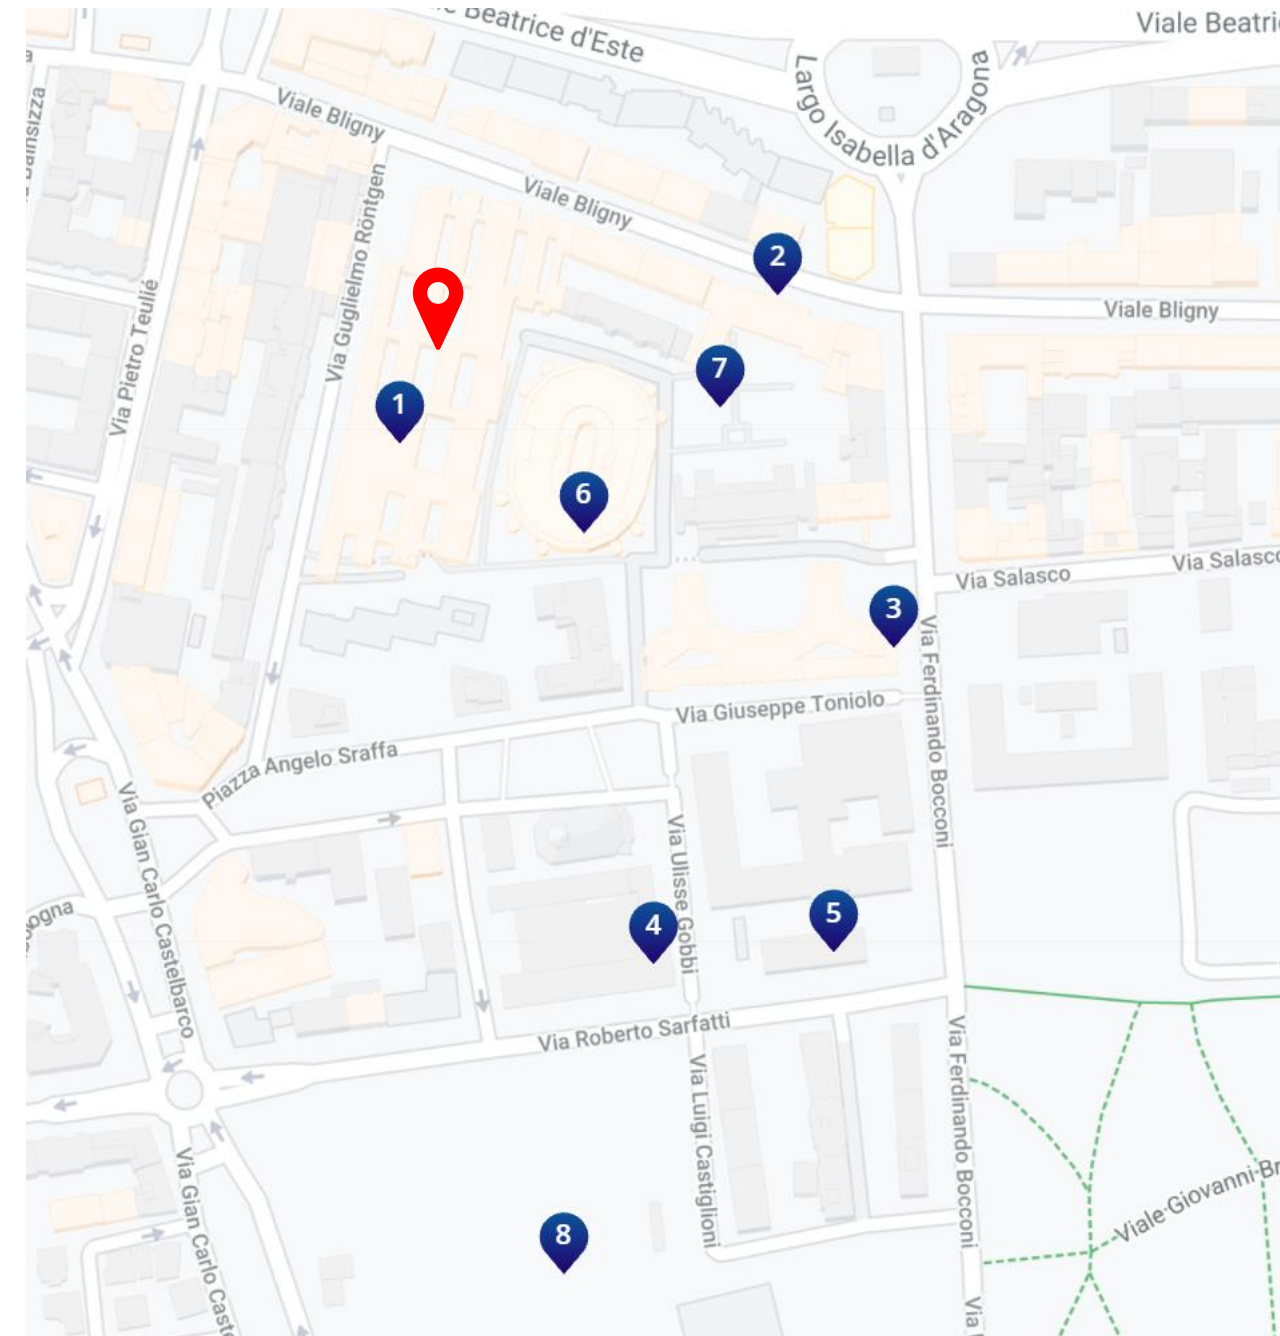 Beatrice d'Este
Viale Beatri
Largo Isabella d'Aragona
Viale Bligny
Viale Bligny
2
Viale Bligny
Via Guglielmo Röntgen
Via Pietro Teulié
1
7
6
Via Salasco
Via Salasco
3
Via Ferdinando Bocconi
Via Giuseppe Toniolo
Piazza Angelo Sraffa
Via Gian Carlo Castelbarco
Via Ulisse Gobbi
ogna
4
5
Via Roberto Sarfatti
Via Luigi Castiglioni
Via Ferdinando Bocconi
Viale Giovanni Br
Via Gian Carlo Caste
8
Via